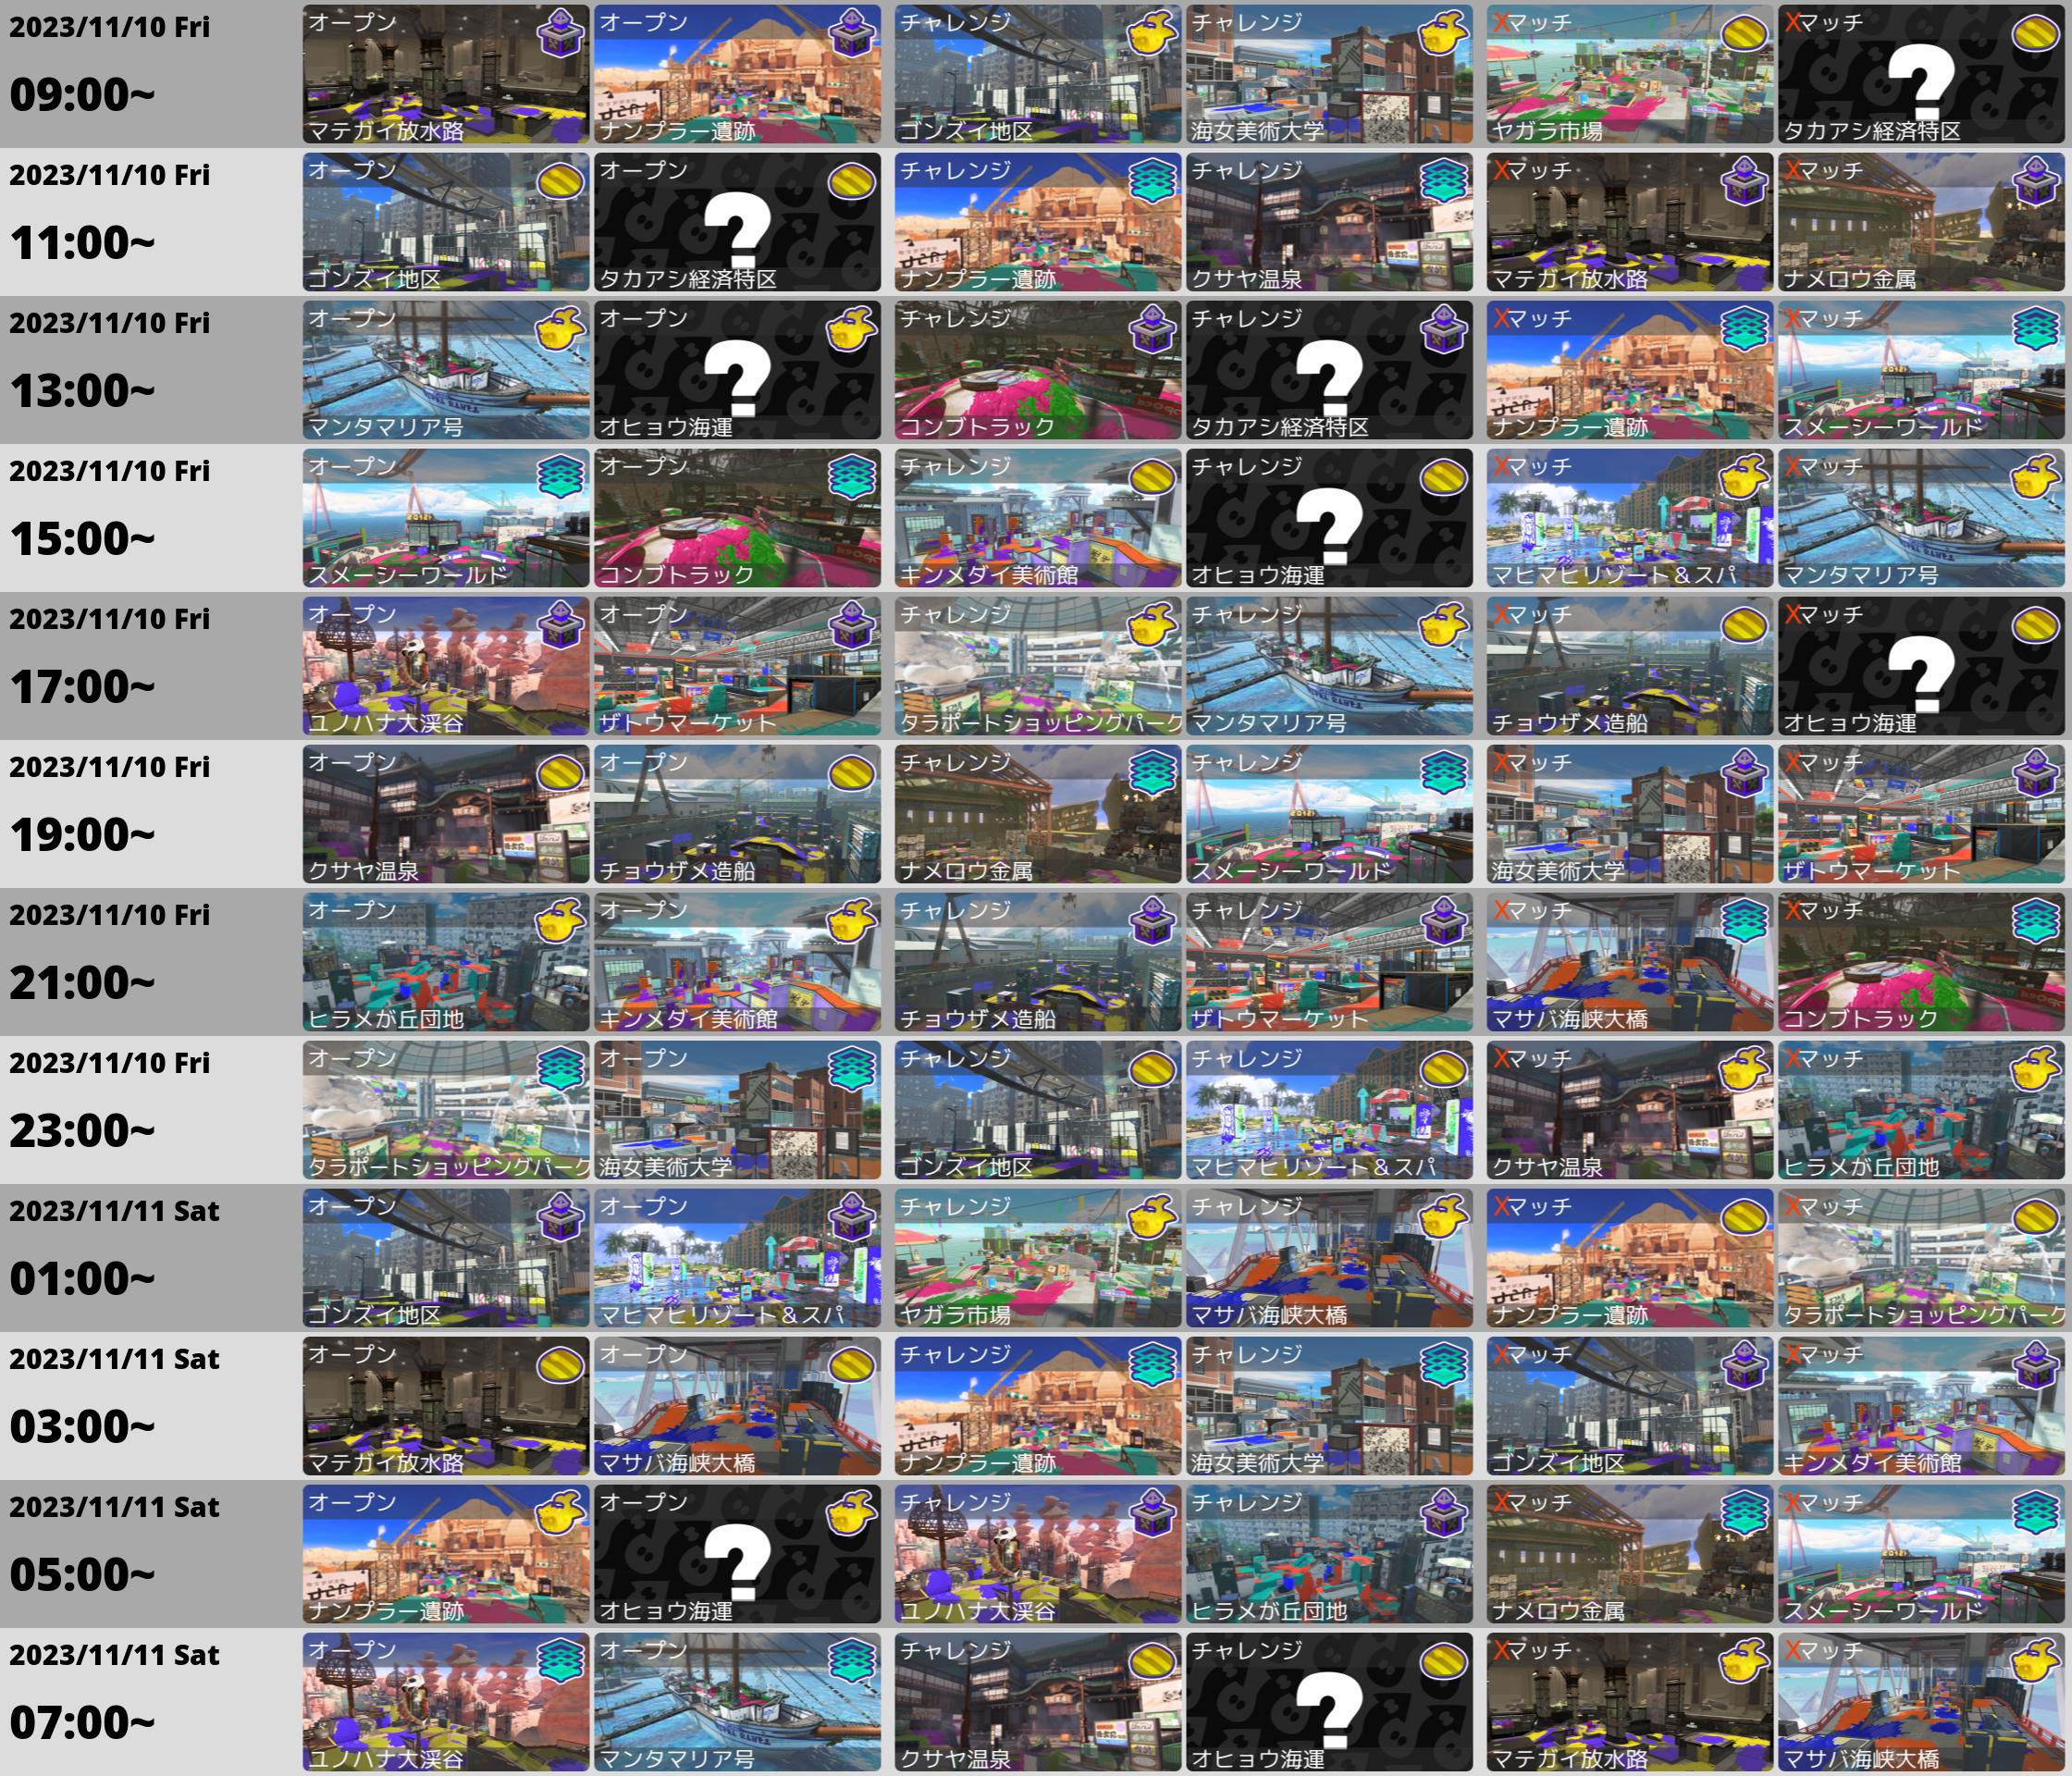 2023/11/10 Fri
09:00~
オープン
マテガイ放水路
オープン
ナンプラー遺跡
チャレンジ
ゴンズイ地区
チャレンジ
海女美術大学
Xマッチ
ヤガラ市場
Xマッチ
?
タカアシ経済特区
2023/11/10 Fri
11:00~
オープン
ゴンズイ地区
オープン
?
タカアシ経済特区
チャレンジ
ナンプラー遺跡
チャレンジ
クサヤ温泉
Xマッチ
マテガイ放水路
Xマッチ
ナメロウ金属
2023/11/10 Fri
13:00~
オープン
マンタマリア号
オープン
?
オヒョウ海運
チャレンジ
コンブトラック
チャレンジ
?
タカアシ経済特区
Xマッチ
ナンプラー遺跡
Xマッチ
スメーシーワールド
2023/11/10 Fri
15:00~
オープン
スメーシーワールド
オープン
コンブトラック
チャレンジ
キンメダイ美術館
チャレンジ
?
オヒョウ海運
Xマッチ
マヒマヒリゾート&スパ
Xマッチ
マンタマリア号
2023/11/10 Fri
17:00~
オープン
ユノハナ大渓谷
オープン
ザトウマーケット
チャレンジ
タラポートショッピングパーク
チャレンジ
マンタマリア号
Xマッチ
チョウザメ造船
Xマッチ
?
オヒョウ海運
2023/11/10 Fri
19:00~
オープン
クサヤ温泉
オープン
チョウザメ造船
チャレンジ
ナメロウ金属
チャレンジ
スメーシーワールド
Xマッチ
海女美術大学
Xマッチ
ザトウマーケット
2023/11/10 Fri
21:00~
オープン
ヒラメが丘団地
オープン
キンメダイ美術館
チャレンジ
チョウザメ造船
チャレンジ
ザトウマーケット
Xマッチ
マサバ海峡大橋
Xマッチ
コンブトラック
2023/11/10 Fri
23:00~
オープン
タラポートショッピングパーク
オープン
海女美術大学
チャレンジ
ゴンズイ地区
チャレンジ
マヒマヒリゾート&スパ
Xマッチ
クサヤ温泉
Xマッチ
ヒラメが丘団地
2023/11/11 Sat
01:00~
オープン
ゴンズイ地区
オープン
マヒマヒリゾート&スパ
チャレンジ
ヤガラ市場
チャレンジ
マサバ海峡大橋
Xマッチ
ナンプラー遺跡
Xマッチ
タラポートショッピングパーク
2023/11/11 Sat
03:00~
オープン
マテガイ放水路
オープン
マサバ海峡大橋
チャレンジ
ナンプラー遺跡
チャレンジ
海女美術大学
Xマッチ
ゴンズイ地区
Xマッチ
キンメダイ美術館
2023/11/11 Sat
05:00~
オープン
ナンプラー遺跡
オープン
?
オヒョウ海運
チャレンジ
ユノハナ大渓谷
チャレンジ
ヒラメが丘団地
Xマッチ
ナメロウ金属
Xマッチ
スメーシーワールド
2023/11/11 Sat
07:00~
オープン
ユノハナ大渓谷
オープン
マンタマリア号
チャレンジ
クサヤ温泉
チャレンジ
?
オヒョウ海運
Xマッチ
マテガイ放水路
Xマッチ
マサバ海峡大橋